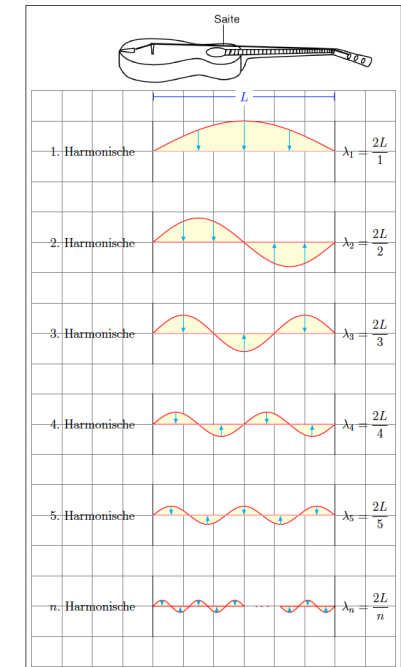 Saite
L
1. Harmonische λ₁ = 2L/1
2. Harmonische λ₂ = 2L/2
3. Harmonische λ₃ = 2L/3
4. Harmonische λ₄ = 2L/4
5. Harmonische λ₅ = 2L/5
n. Harmonische ... λₙ = 2L/n